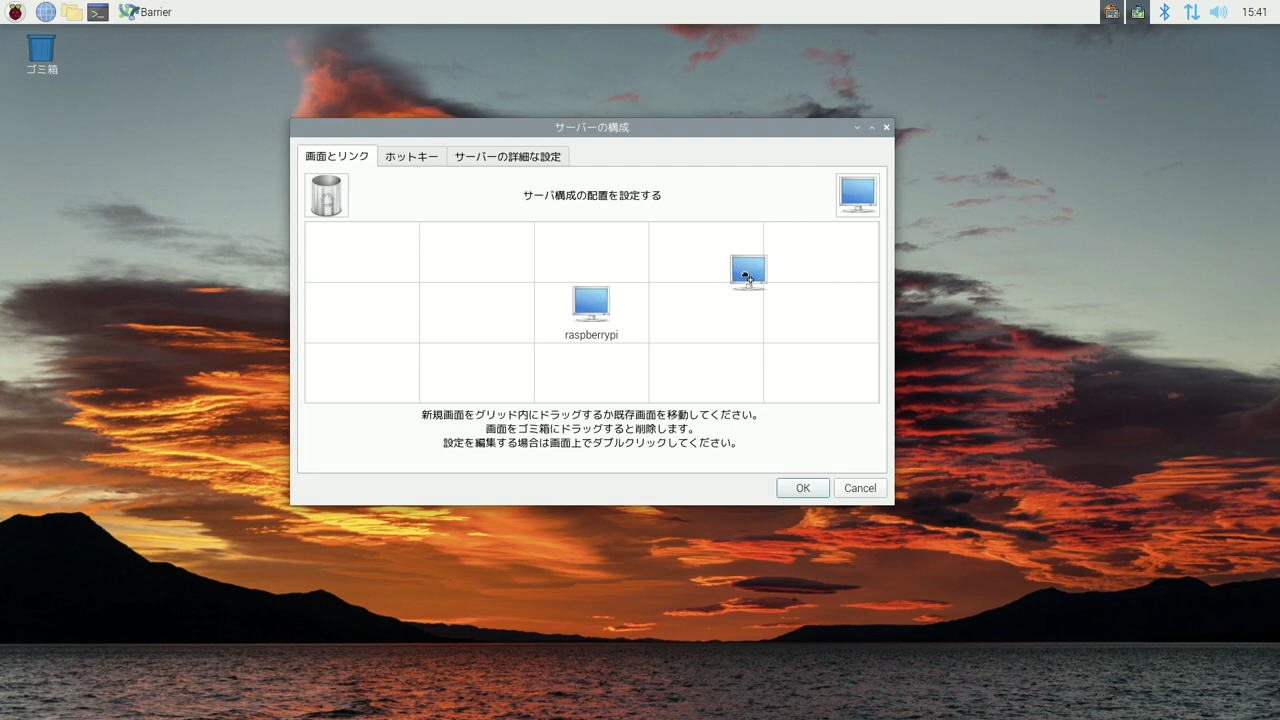 Barrier
15:41
ゴミ箱
サーバーの構成
画面とリンク
ホットキー
サーバーの詳細な設定
サーバ構成の配置を設定する
raspberrypi
新規画面をグリッド内にドラッグするか既存画面を移動してください。
画面をゴミ箱にドラッグすると削除します。
設定を編集する場合は画面上でダブルクリックしてください。
OK
Cancel